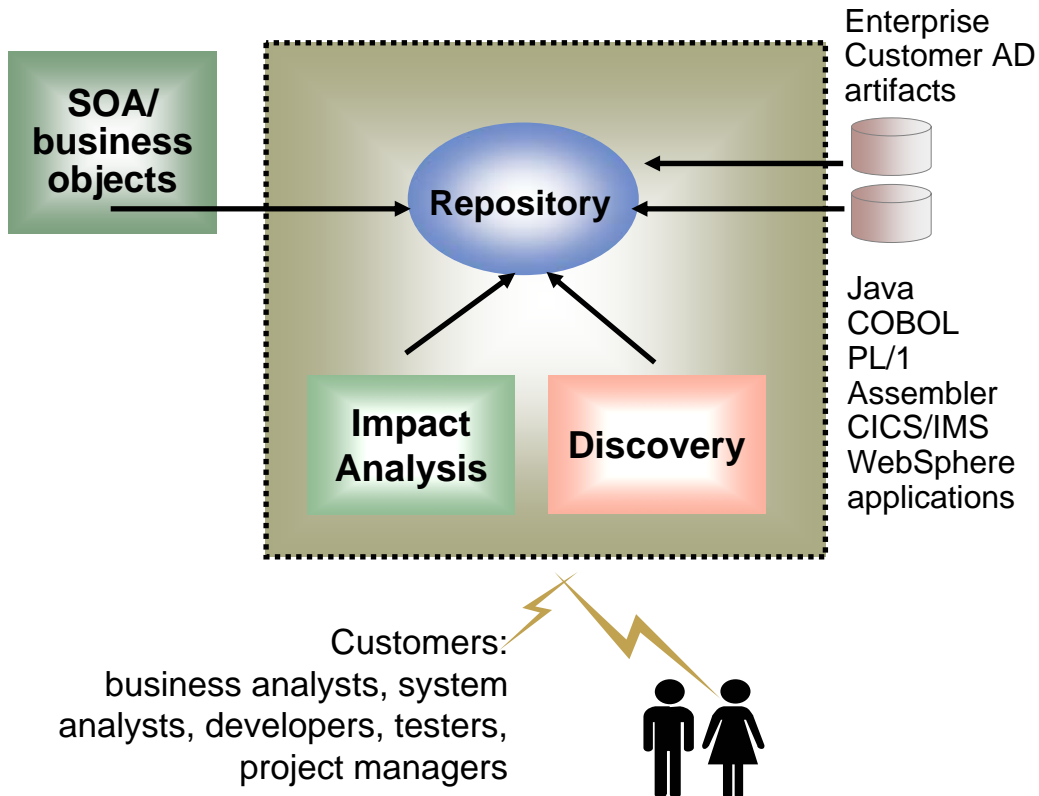 Enterprise
Customer AD
artifacts
SOA/
business
objects
Repository
Java
COBOL
PL/1
Assembler
CICS/IMS
WebSphere
applications
Impact
Analysis
Discovery
Customers:
business analysts, system
analysts, developers, testers,
project managers